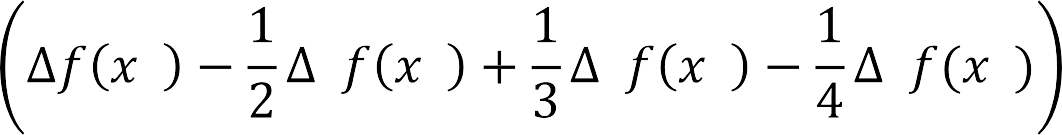 (Δf(x ) − 1/2 Δ f(x ) + 1/3 Δ f(x ) − 1/4 Δ f(x ))